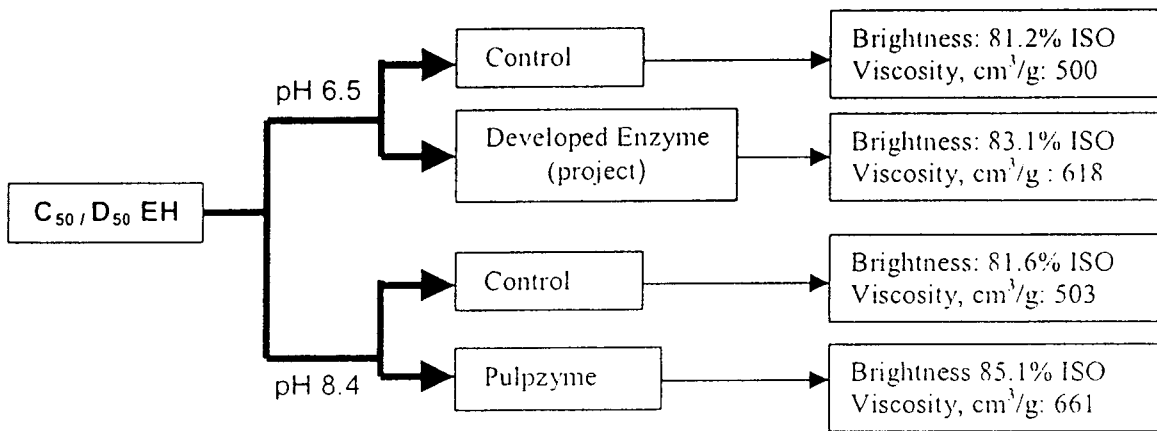 C₅₀ / D₅₀ EH
pH 6.5
Control
Brightness: 81.2% ISO
Viscosity, cm³/g: 500
Developed Enzyme
(project)
Brightness: 83.1% ISO
Viscosity, cm³/g : 618
pH 8.4
Control
Brightness: 81.6% ISO
Viscosity, cm³/g: 503
Pulpzyme
Brightness 85.1% ISO
Viscosity, cm³/g: 661